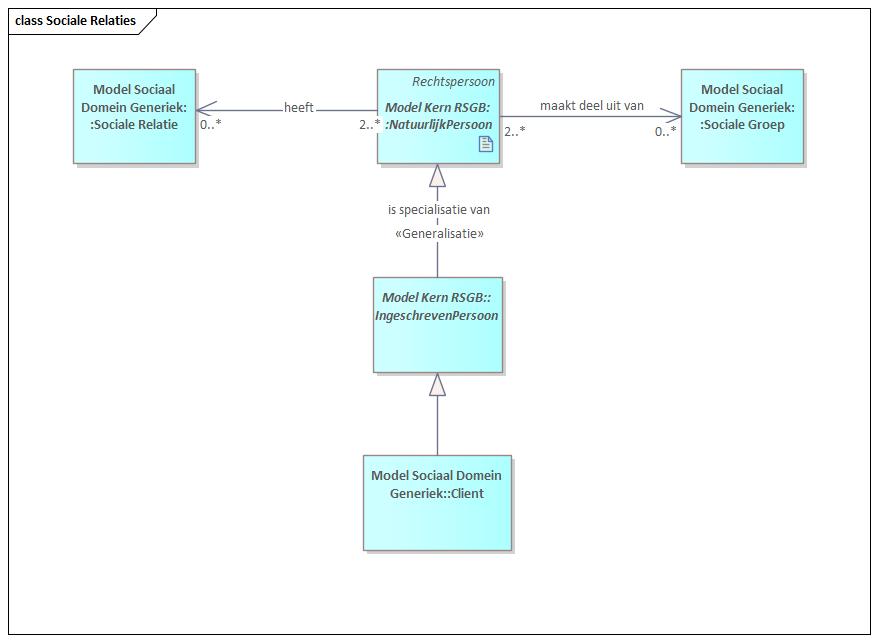 class Sociale Relaties
Model Sociaal
Domein Generiek:
:Sociale Relatie
heeft
0..*
2..*
Rechtspersoon
Model Kern RSGB:
:NatuurlijkPersoon
maakt deel uit van
2..*
0..*
Model Sociaal
Domein Generiek:
:Sociale Groep
is specialisatie van
«Generalisatie»
Model Kern RSGB::
IngeschrevenPersoon
Model Sociaal Domein
Generiek::Client